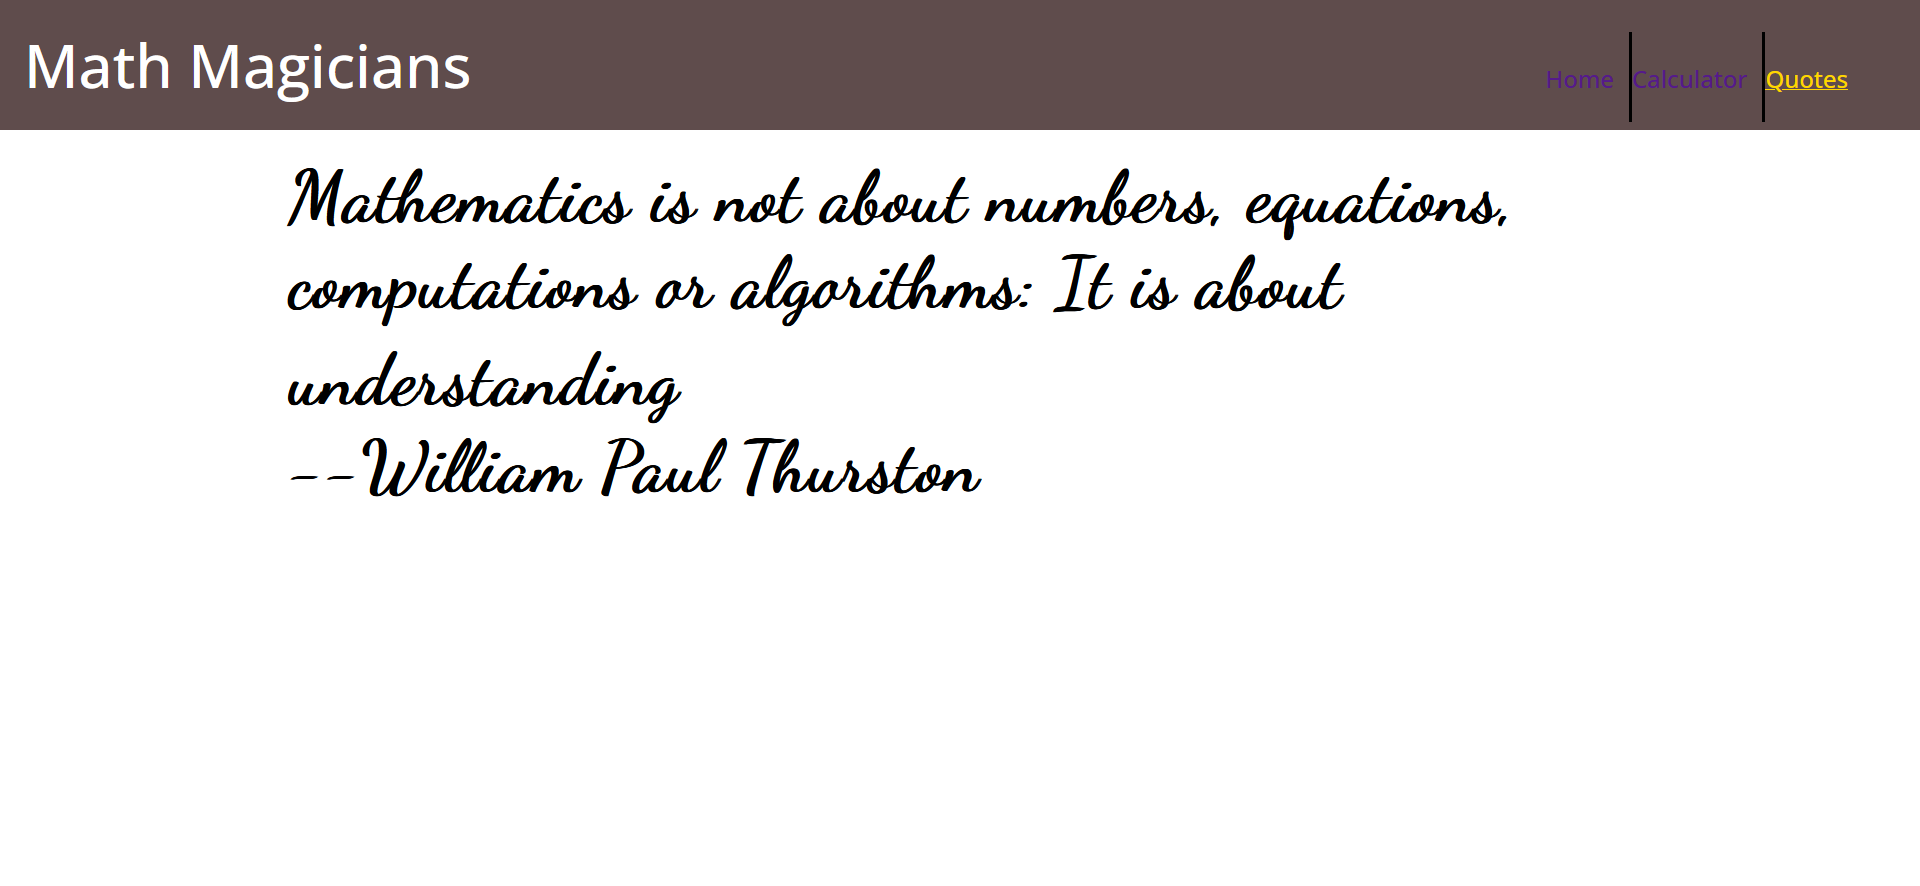 Math Magicians
Home Calculator Quotes
Mathematics is not about numbers, equations,
computations or algorithms: It is about
understanding
--William Paul Thurston